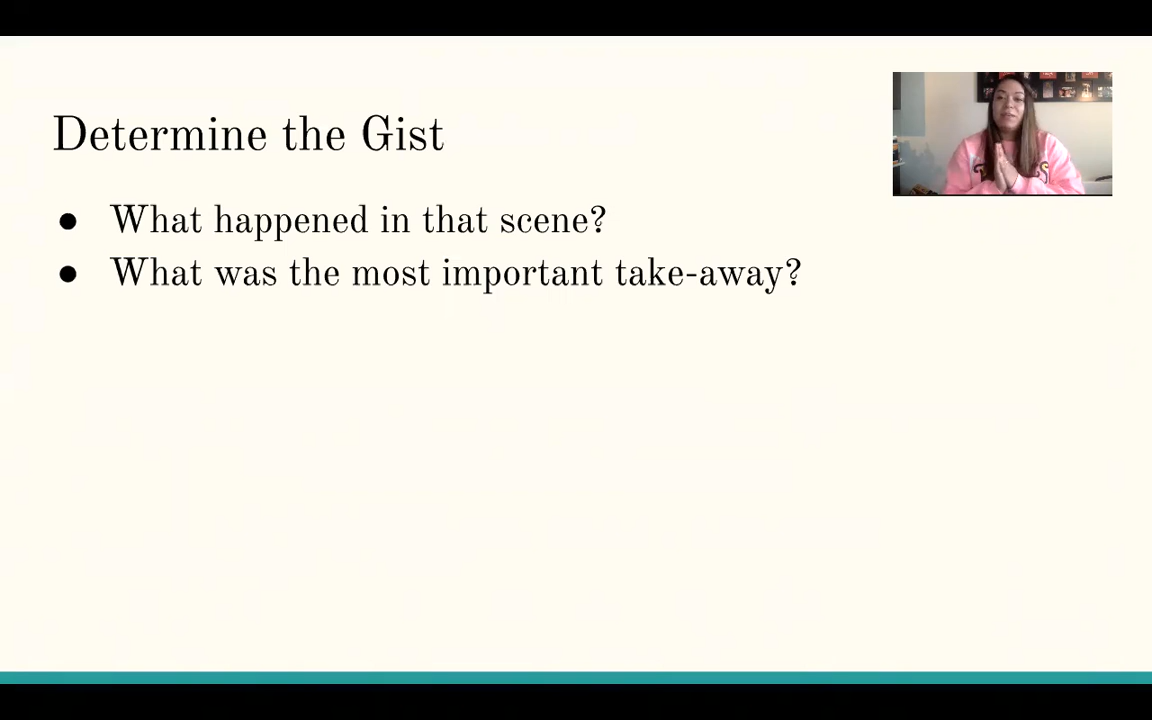 Determine the Gist
● What happened in that scene?
● What was the most important take-away?